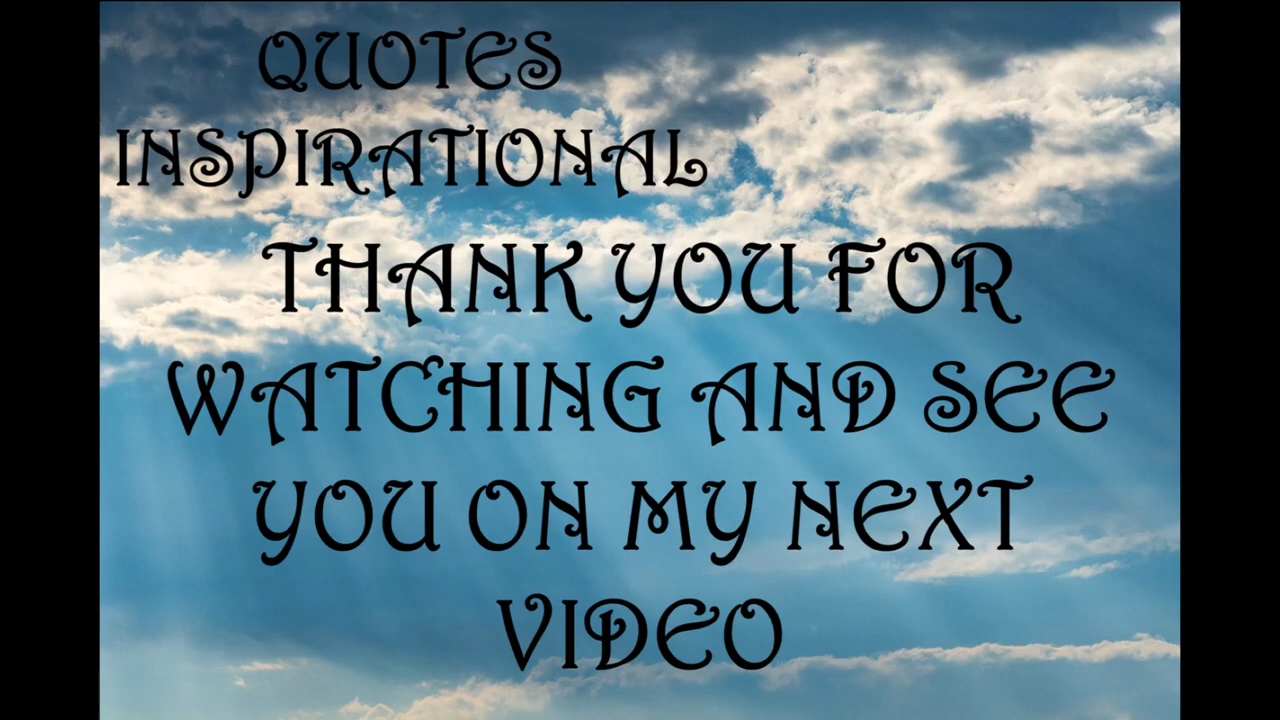 QUOTES
INSPIRATIONAL
THANK YOU FOR
WATCHING AND SEE
YOU ON MY NEXT
VIDEO